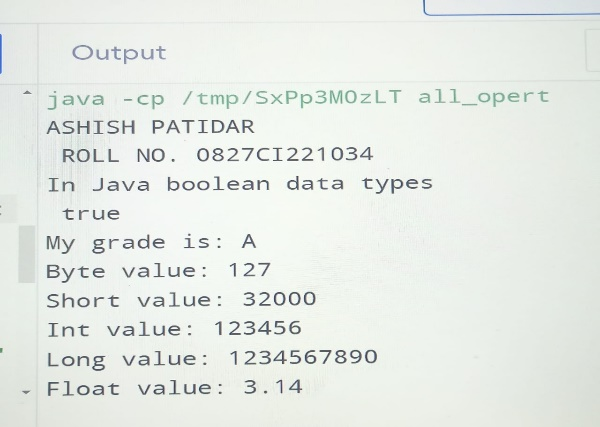 Output
java -cp /tmp/SxPp3MOzLT all_opert
ASHISH PATIDAR
ROLL NO. 0827CI221034
In Java boolean data types
true
My grade is: A
Byte value: 127
Short value: 32000
Int value: 123456
Long value: 1234567890
Float value: 3.14